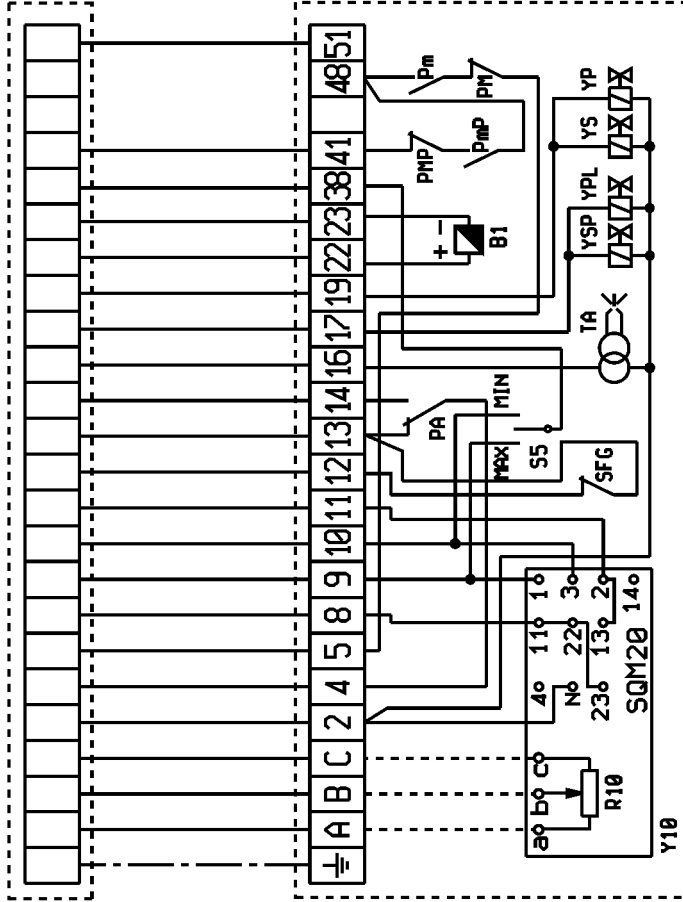 51
48
41
38
23
22
19
17
16
14
13
12
11
10
9
8
5
4
2
C
B
A
Pm
PM
PMP
PmP
+ −
B1
YP
YS
YPL
YSP
TA
PA
MIN
MAX
S5
SFG
1 3 2 14
11 22 13
4 N 23
SQM20
c
b
a
R10
Y10